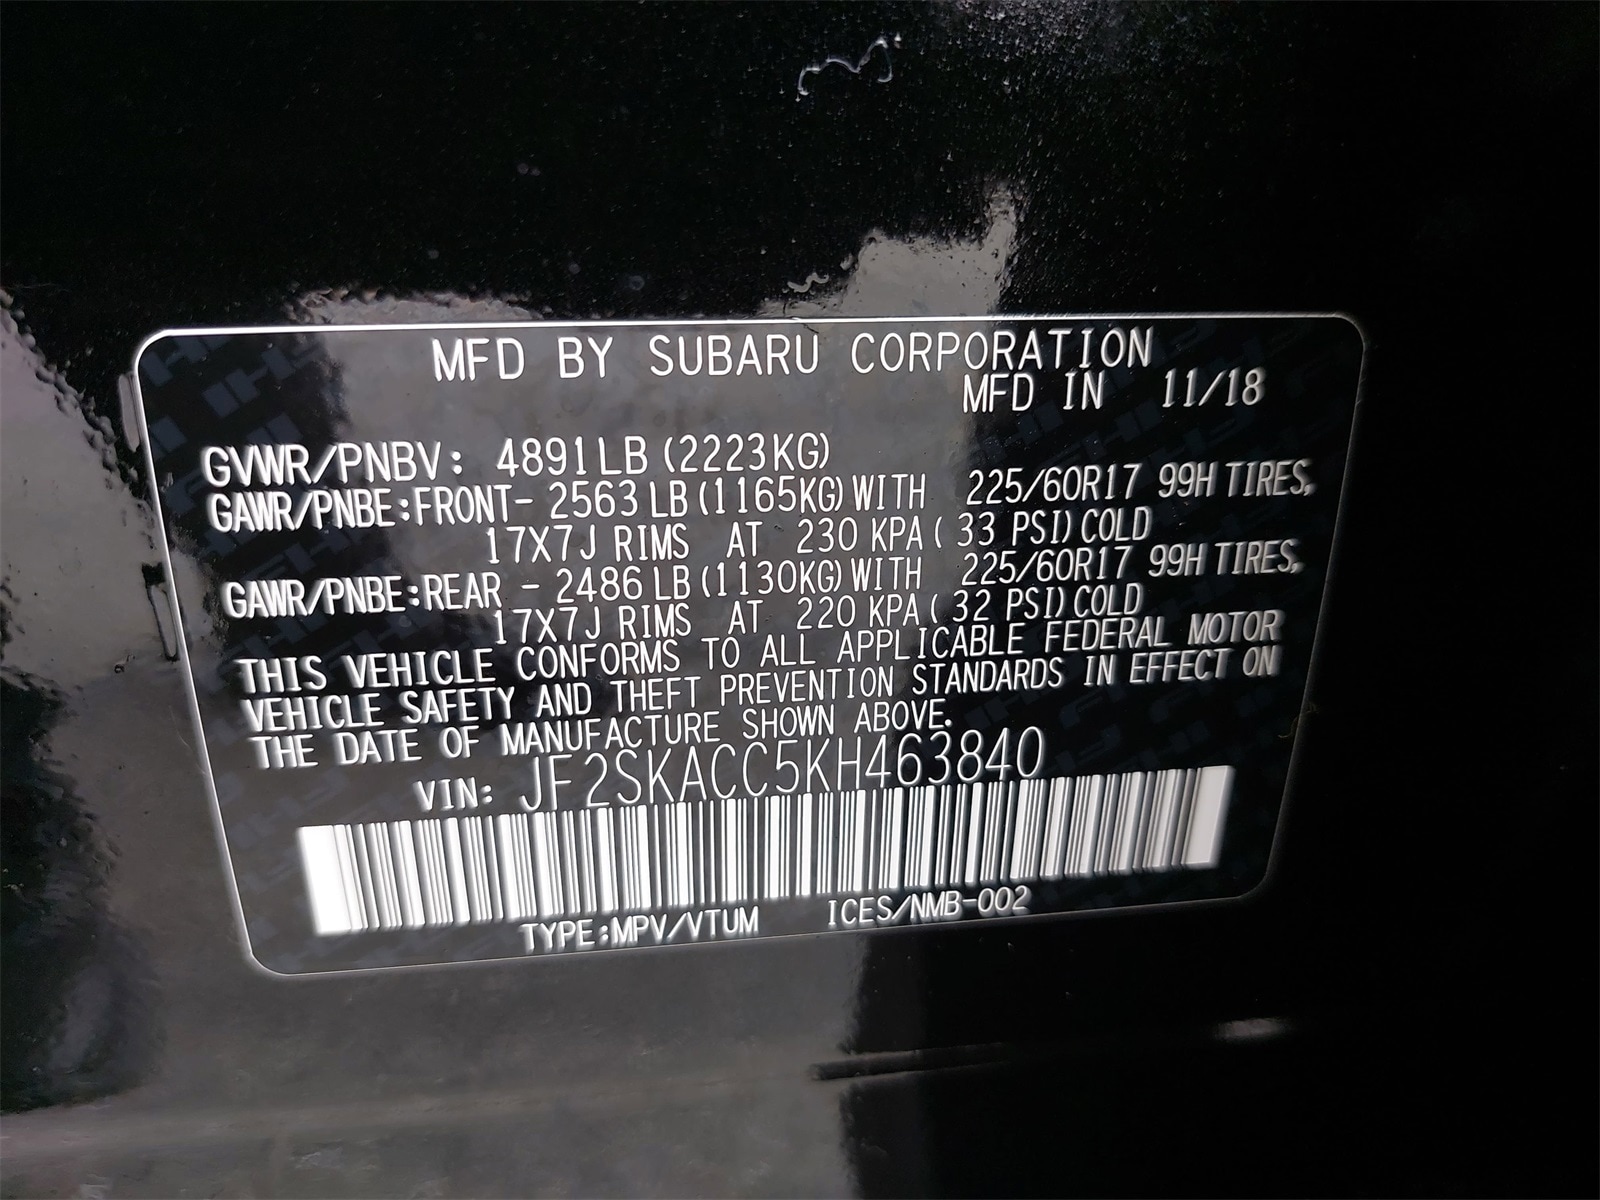 MFD BY SUBARU CORPORATION
MFD IN 11/18
GVWR/PNBV: 4891LB (2223KG)
GAWR/PNBE:FRONT- 2563 LB (1165KG) WITH 225/60R17 99H TIRES,
17X7J RIMS AT 230 KPA ( 33 PSI) COLD
GAWR/PNBE:REAR - 2486 LB (1130KG) WITH 225/60R17 99H TIRES,
17X7J RIMS AT 220 KPA ( 32 PSI) COLD
THIS VEHICLE CONFORMS TO ALL APPLICABLE FEDERAL MOTOR
VEHICLE SAFETY AND THEFT PREVENTION STANDARDS IN EFFECT ON
THE DATE OF MANUFACTURE SHOWN ABOVE.
VIN: JF2SKACC5KH463840
TYPE:MPV/VTUM ICES/NMB-002